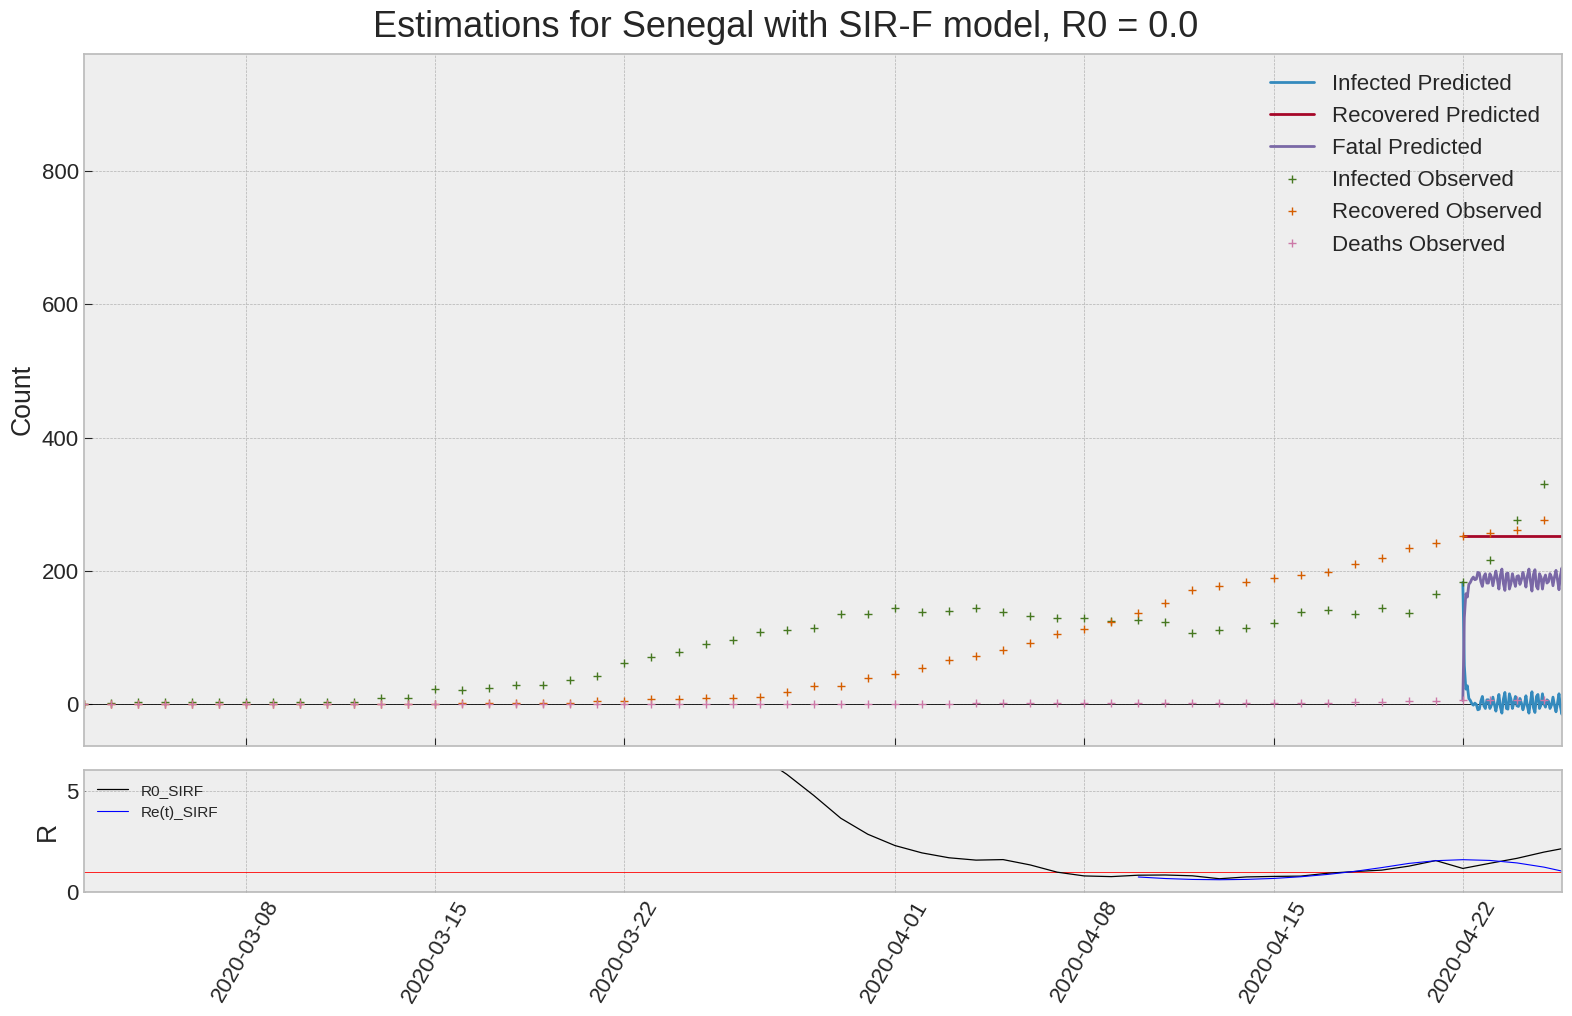 Estimations for Senegal with SIR-F model, R0 = 0.0
Infected Predicted
Recovered Predicted
Fatal Predicted
Infected Observed
Recovered Observed
Deaths Observed
Count
800
600
400
200
0
R0_SIRF
Re(t)_SIRF
R
5
0
2020-03-08
2020-03-15
2020-03-22
2020-04-01
2020-04-08
2020-04-15
2020-04-22